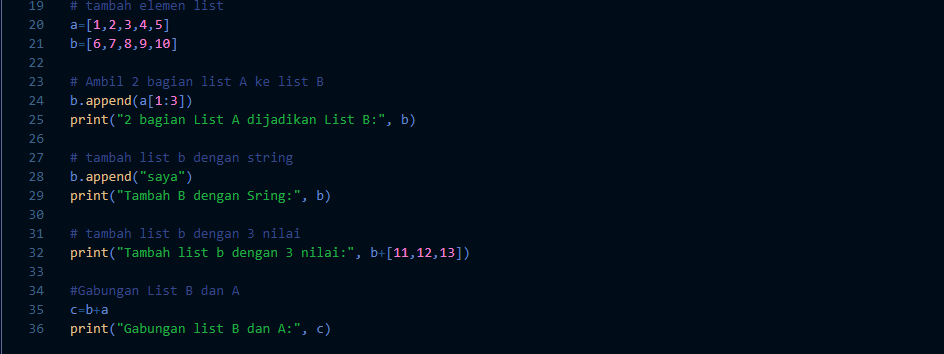 19 # tambah elemen list
20 a=[1,2,3,4,5]
21 b=[6,7,8,9,10]
22
23 # Ambil 2 bagian list A ke list B
24 b.append(a[1:3])
25 print("2 bagian List A dijadikan List B:", b)
26
27 # tambah list b dengan string
28 b.append("saya")
29 print("Tambah B dengan Sring:", b)
30
31 # tambah list b dengan 3 nilai
32 print("Tambah list b dengan 3 nilai:", b+[11,12,13])
33
34 #Gabungan List B dan A
35 c=b+a
36 print("Gabungan list B dan A:", c)